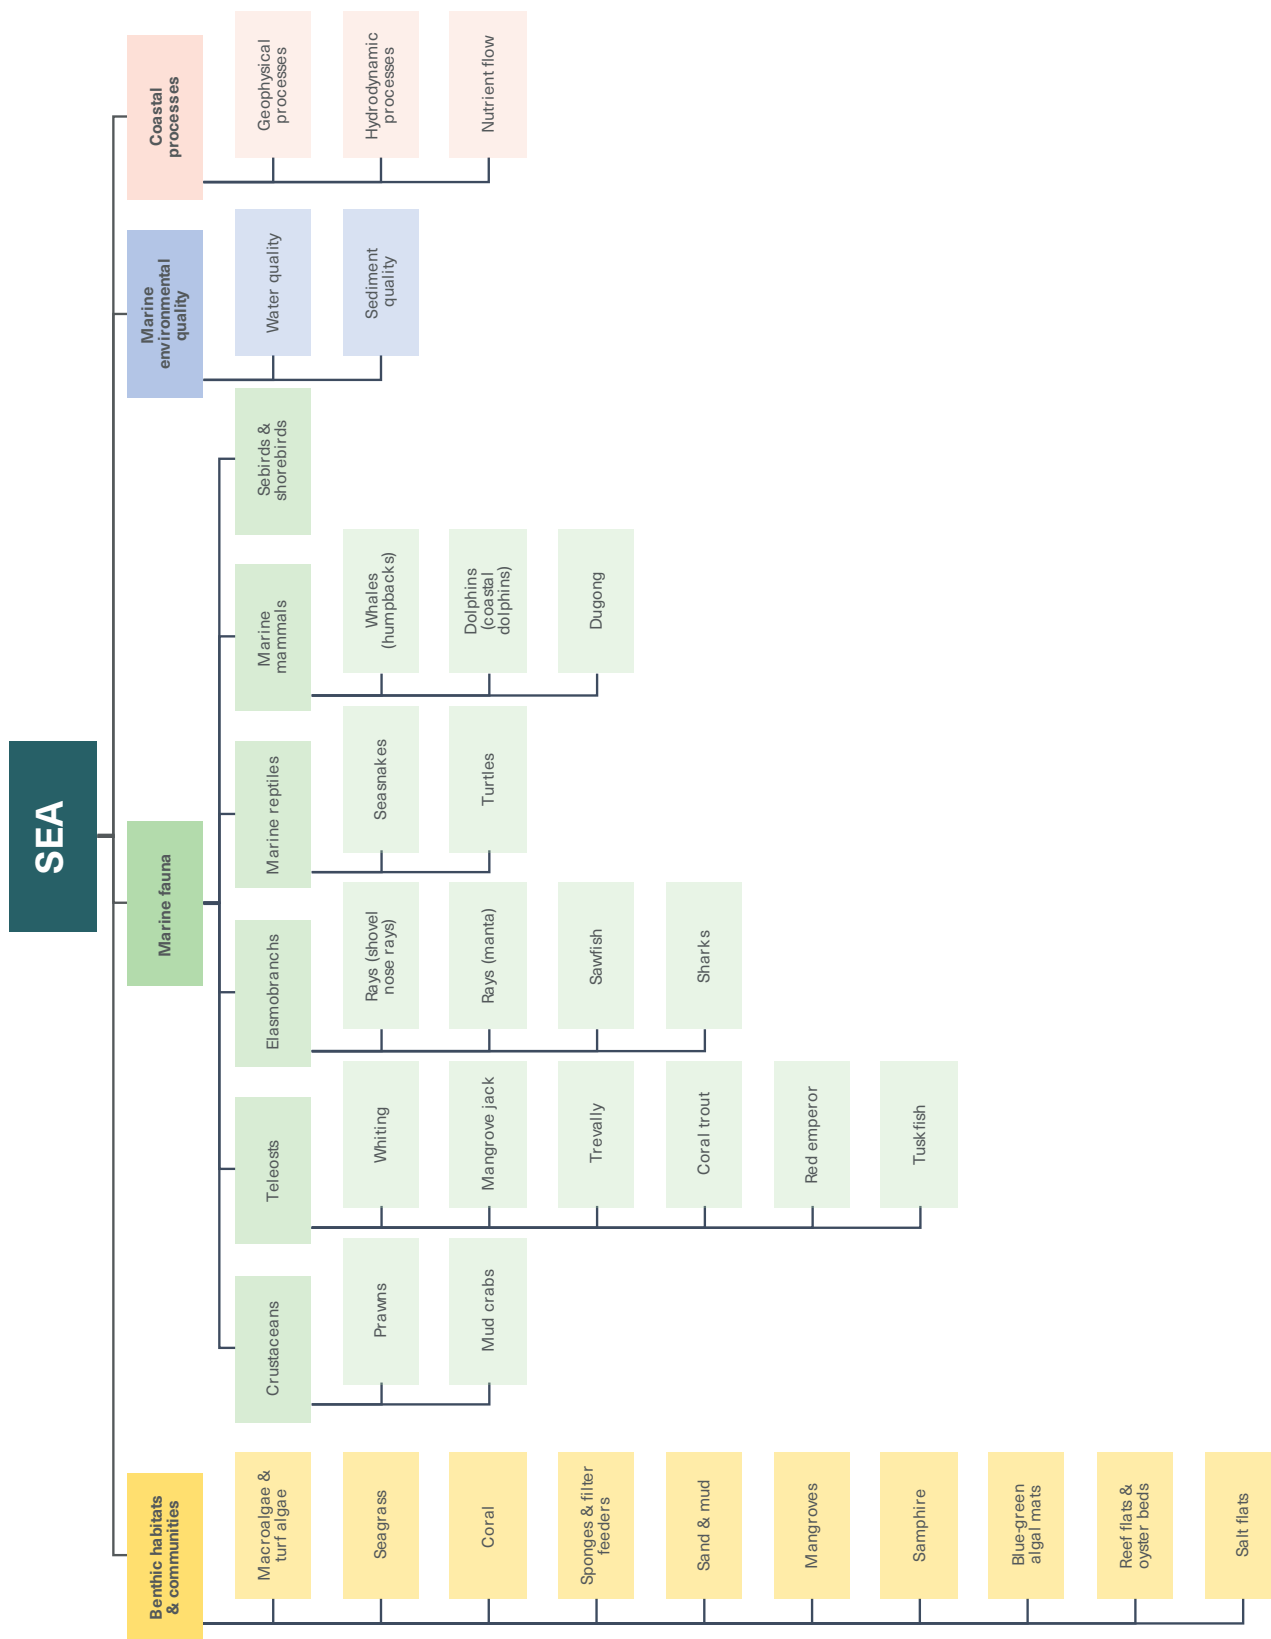 SEA
Benthic habitats
& communities
Macroalgae &
turf algae
Seagrass
Coral
Sponges & filter
feeders
Sand & mud
Mangroves
Samphire
Blue-green
algal mats
Reef flats &
oyster beds
Salt flats
Marine fauna
Crustaceans
Prawns
Mud crabs
Teleosts
Whiting
Mangrove jack
Trevally
Coral trout
Red emperor
Tuskfish
Elasmobranchs
Rays (shovel
nose rays)
Rays (manta)
Sawfish
Sharks
Marine reptiles
Seasnakes
Turtles
Marine
mammals
Whales
(humpbacks)
Dolphins
(coastal
dolphins)
Dugong
Sebirds &
shorebirds
Marine
environmental
quality
Water quality
Sediment
quality
Coastal
processes
Geophysical
processes
Hydrodynamic
processes
Nutrient flow